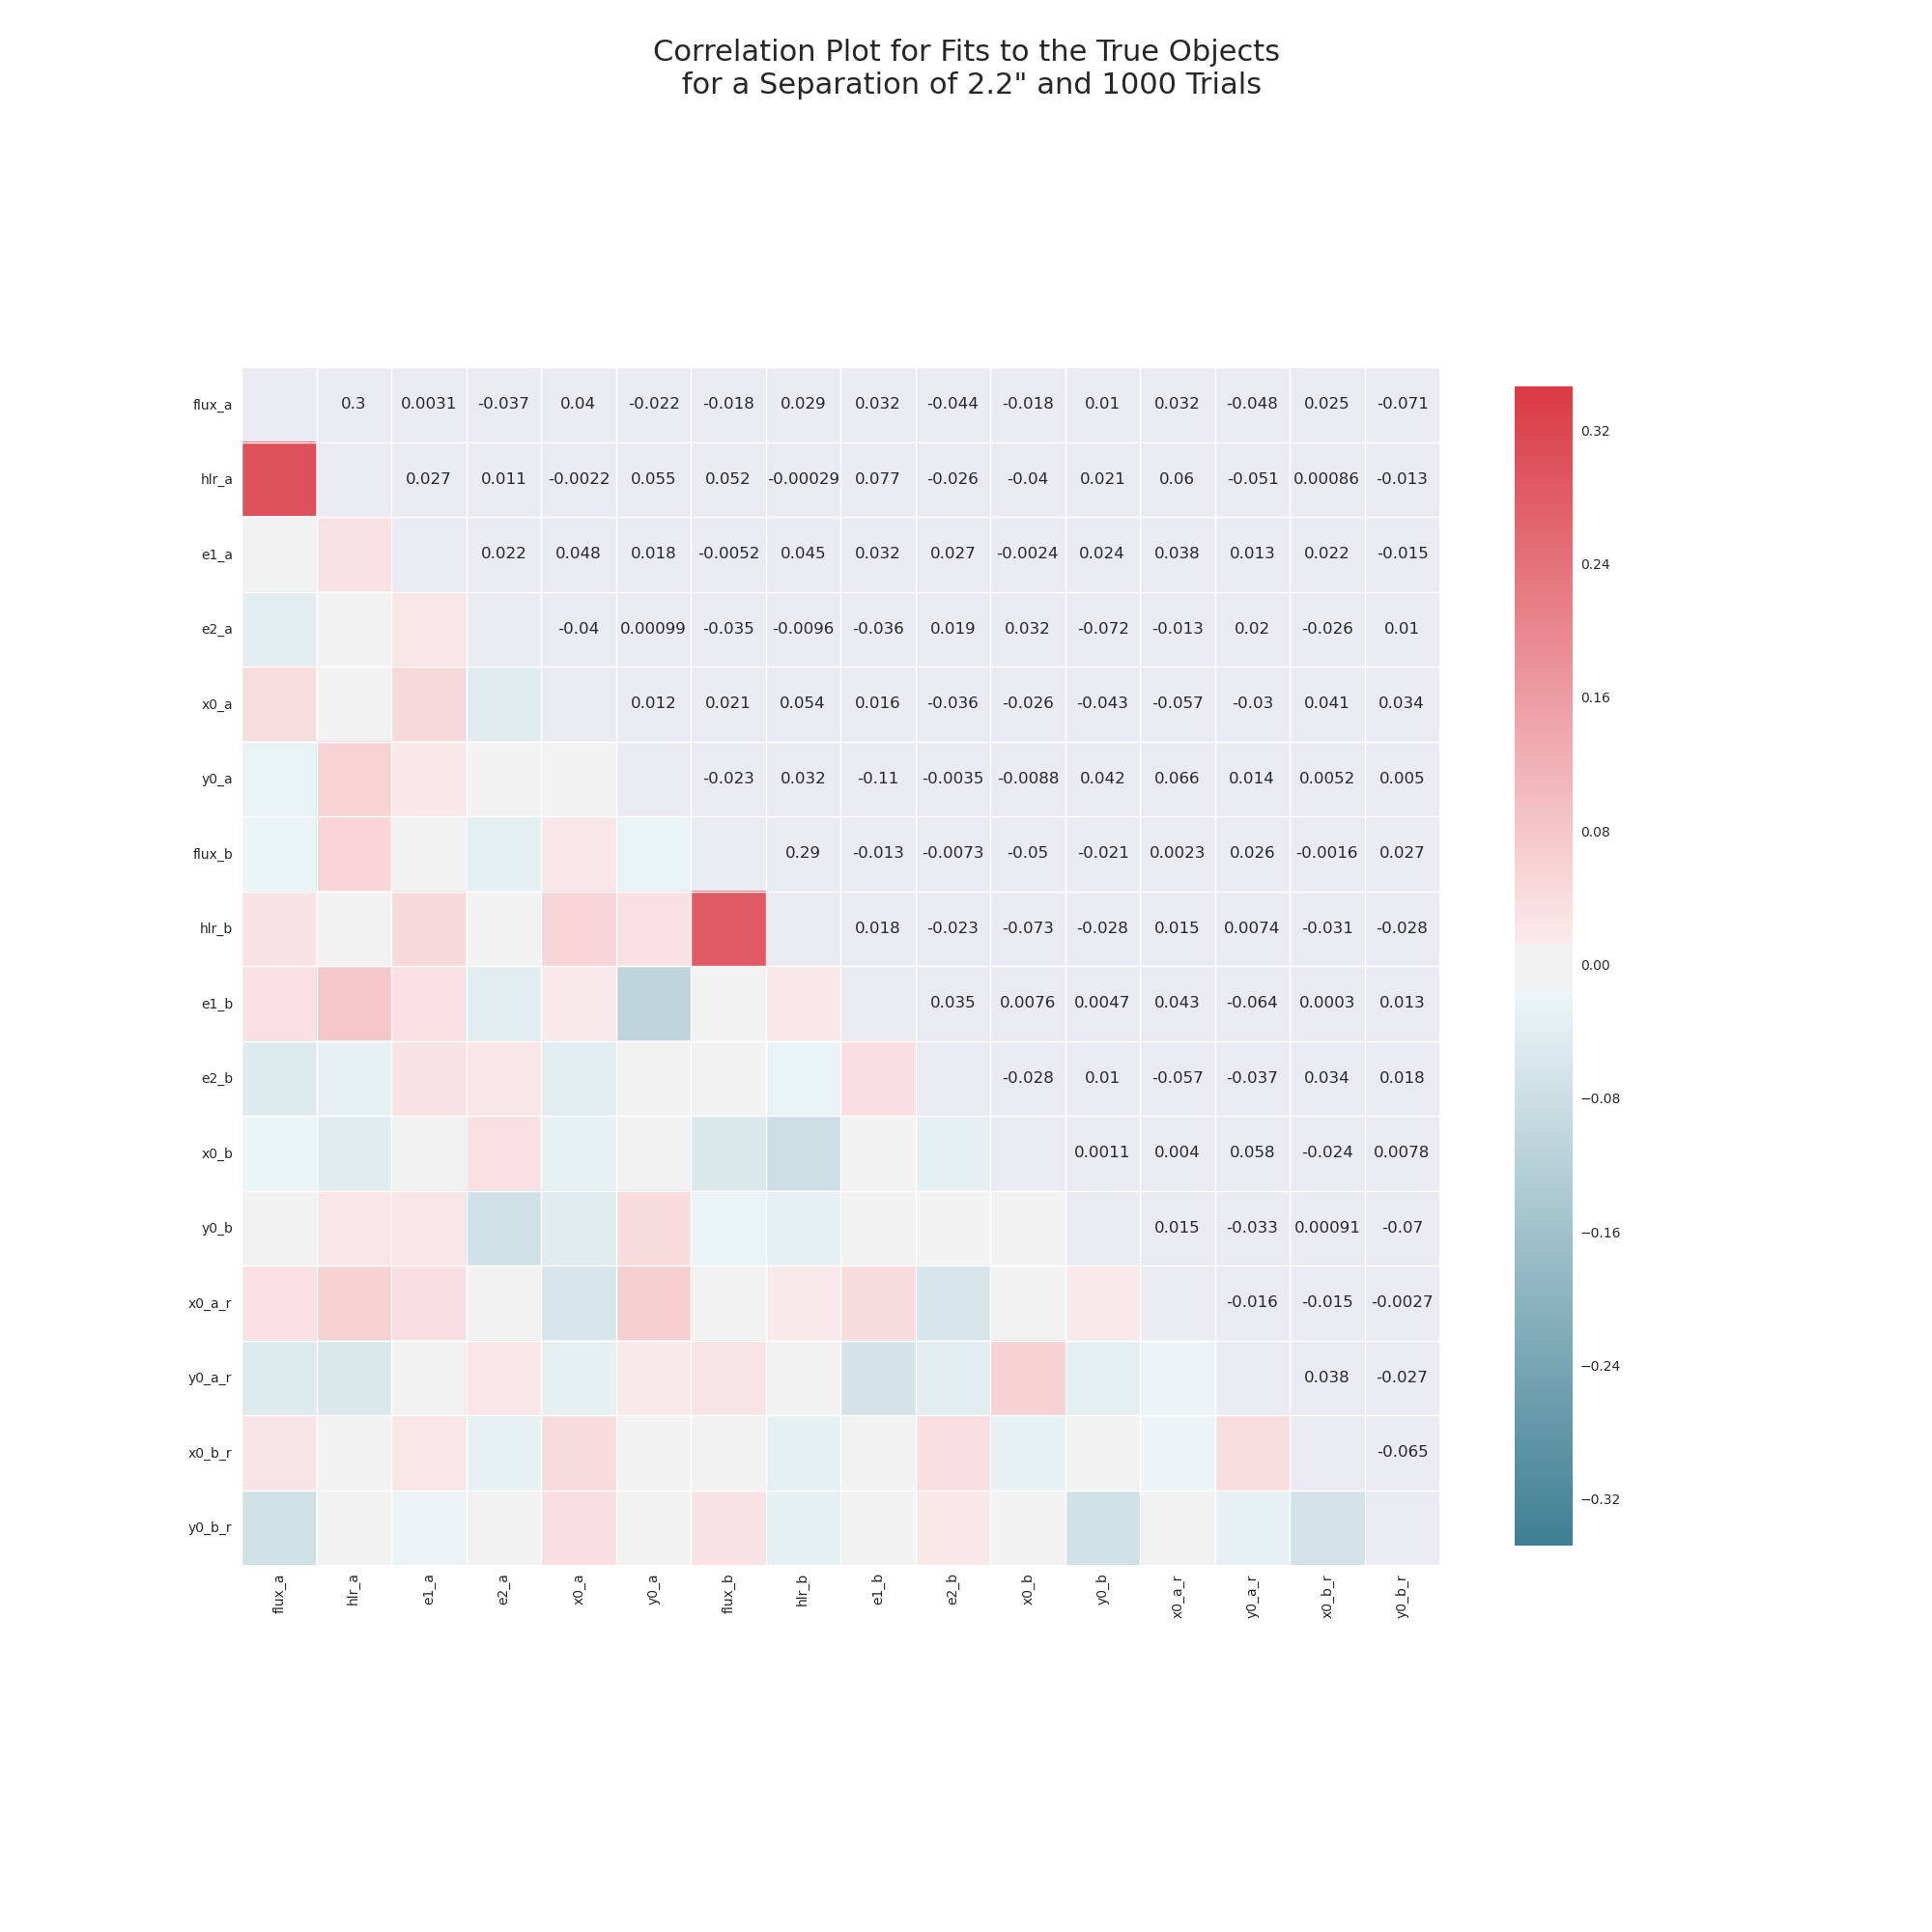 Correlation Plot for Fits to the True Objects
for a Separation of 2.2" and 1000 Trials
flux_a 0.3 0.0031 -0.037 0.04 -0.022 -0.018 0.029 0.032 -0.044 -0.018 0.01 0.032 -0.048 0.025 -0.071
hlr_a 0.027 0.011 -0.0022 0.055 0.052 -0.00029 0.077 -0.026 -0.04 0.021 0.06 -0.051 0.00086 -0.013
e1_a 0.022 0.048 0.018 -0.0052 0.045 0.032 0.027 -0.0024 0.024 0.038 0.013 0.022 -0.015
e2_a -0.04 0.00099 -0.035 -0.0096 -0.036 0.019 0.032 -0.072 -0.013 0.02 -0.026 0.01
x0_a 0.012 0.021 0.054 0.016 -0.036 -0.026 -0.043 -0.057 -0.03 0.041 0.034
y0_a -0.023 0.032 -0.11 -0.0035 -0.0088 0.042 0.066 0.014 0.0052 0.005
flux_b 0.29 -0.013 -0.0073 -0.05 -0.021 0.0023 0.026 -0.0016 0.027
hlr_b 0.018 -0.023 -0.073 -0.028 0.015 0.0074 -0.031 -0.028
e1_b 0.035 0.0076 0.0047 0.043 -0.064 0.0003 0.013
e2_b -0.028 0.01 -0.057 -0.037 0.034 0.018
x0_b 0.0011 0.004 0.058 -0.024 0.0078
y0_b 0.015 -0.033 0.00091 -0.07
x0_a_r -0.016 -0.015 -0.0027
y0_a_r 0.038 -0.027
x0_b_r -0.065
y0_b_r
flux_a hlr_a e1_a e2_a x0_a y0_a flux_b hlr_b e1_b e2_b x0_b y0_b x0_a_r y0_a_r x0_b_r y0_b_r
0.32
0.24
0.16
0.08
0.00
−0.08
−0.16
−0.24
−0.32